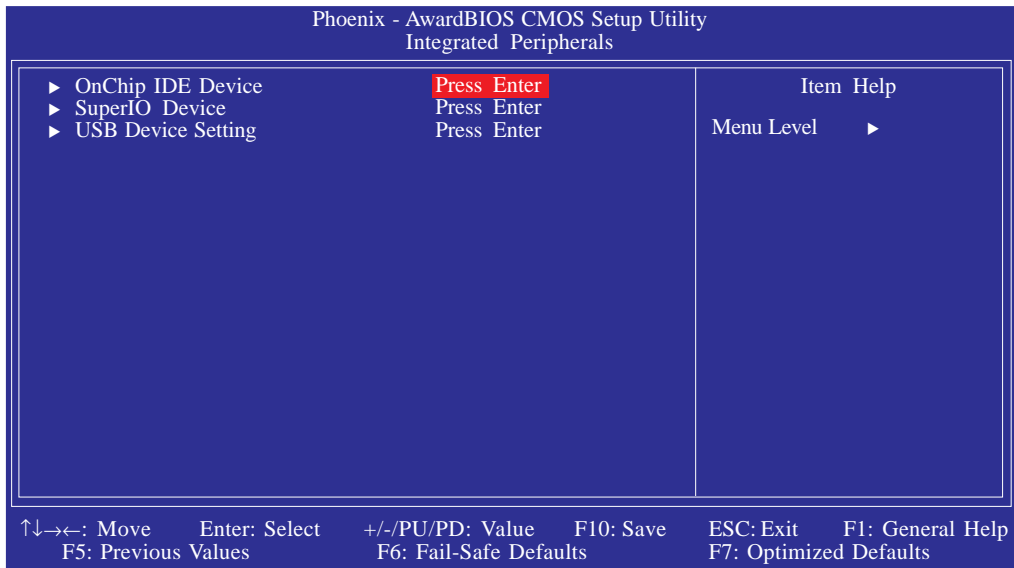 Phoenix - AwardBIOS CMOS Setup Utility
Integrated Peripherals
► OnChip IDE Device Press Enter
► SuperIO Device Press Enter
► USB Device Setting Press Enter
Item Help
Menu Level ►
↑↓→←: Move Enter: Select +/-/PU/PD: Value F10: Save ESC: Exit F1: General Help
F5: Previous Values F6: Fail-Safe Defaults F7: Optimized Defaults